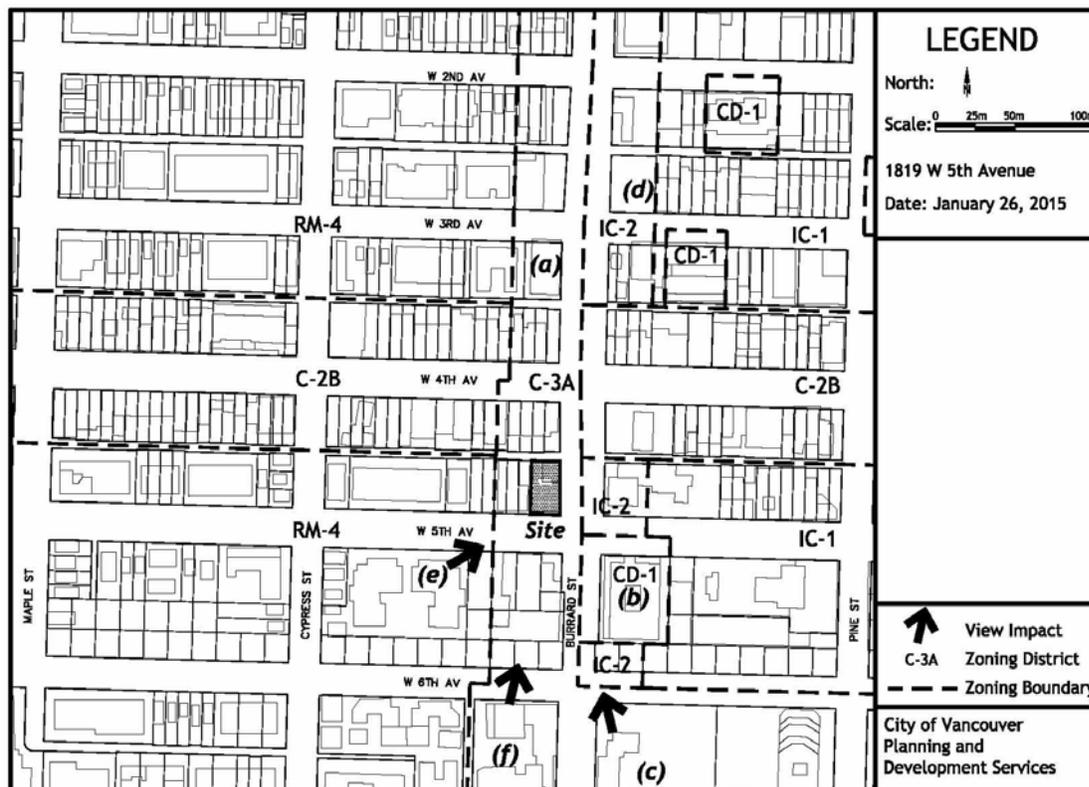 W 2ND AV
CD-1
(d)
RM-4
W 3RD AV
IC-2
IC-1
(a)
CD-1
C-2B
W 4TH AV
C-3A
C-2B
IC-2
RM-4
W 5TH AV
Site
IC-1
(e)
CD-1
(b)
MAPLE ST
CYPRESS ST
BURRARD ST
PINE ST
IC-2
W 6TH AV
(f)
(c)
LEGEND
North:
N
Scale:
0 25m 50m 100m
1819 W 5th Avenue
Date: January 26, 2015
View Impact
C-3A Zoning District
Zoning Boundary
City of Vancouver
Planning and
Development Services